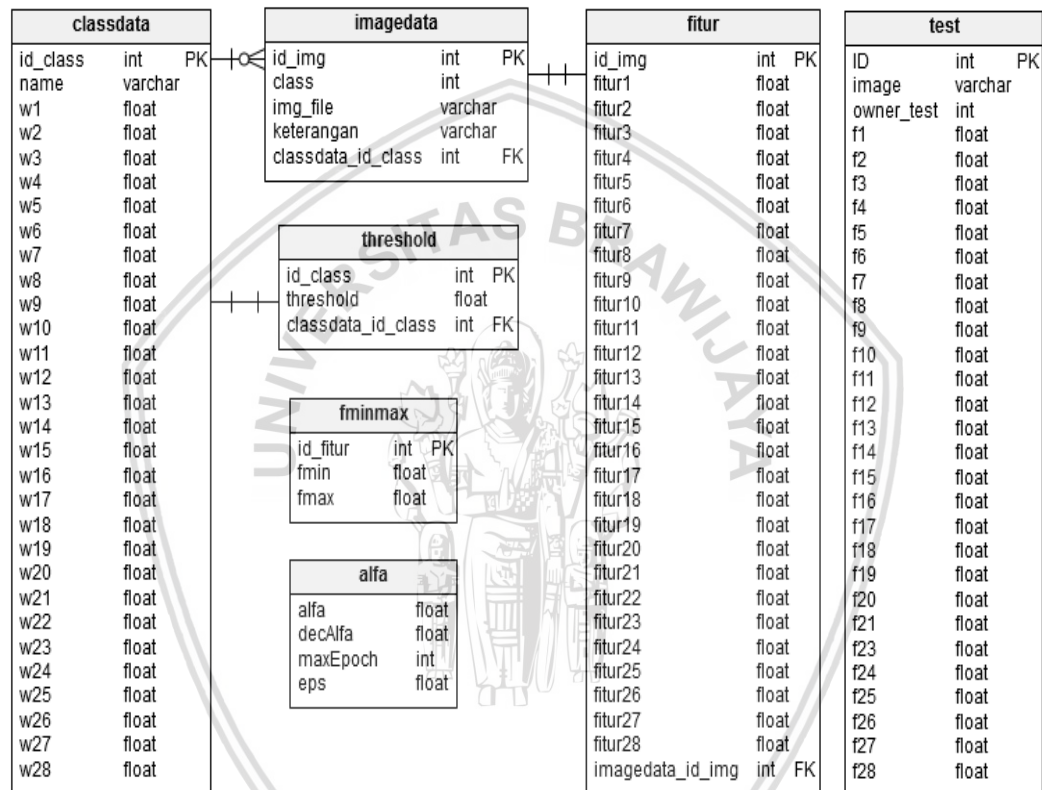 classdata
id_class int PK
name varchar
w1 float
w2 float
w3 float
w4 float
w5 float
w6 float
w7 float
w8 float
w9 float
w10 float
w11 float
w12 float
w13 float
w14 float
w15 float
w16 float
w17 float
w18 float
w19 float
w20 float
w21 float
w22 float
w23 float
w24 float
w25 float
w26 float
w27 float
w28 float
imagedata
id_img int PK
class int
img_file varchar
keterangan varchar
classdata_id_class int FK
threshold
id_class int PK
threshold float
classdata_id_class int FK
fminmax
id_fitur int PK
fmin float
fmax float
alfa
alfa float
decAlfa float
maxEpoch int
eps float
fitur
id_img int PK
fitur1 float
fitur2 float
fitur3 float
fitur4 float
fitur5 float
fitur6 float
fitur7 float
fitur8 float
fitur9 float
fitur10 float
fitur11 float
fitur12 float
fitur13 float
fitur14 float
fitur15 float
fitur16 float
fitur17 float
fitur18 float
fitur19 float
fitur20 float
fitur21 float
fitur22 float
fitur23 float
fitur24 float
fitur25 float
fitur26 float
fitur27 float
fitur28 float
imagedata_id_img int FK
test
ID int PK
image varchar
owner_test int
f1 float
f2 float
f3 float
f4 float
f5 float
f6 float
f7 float
f8 float
f9 float
f10 float
f11 float
f12 float
f13 float
f14 float
f15 float
f16 float
f17 float
f18 float
f19 float
f20 float
f21 float
f23 float
f24 float
f25 float
f26 float
f27 float
f28 float
UNIVERSITAS BRAWIJAYA